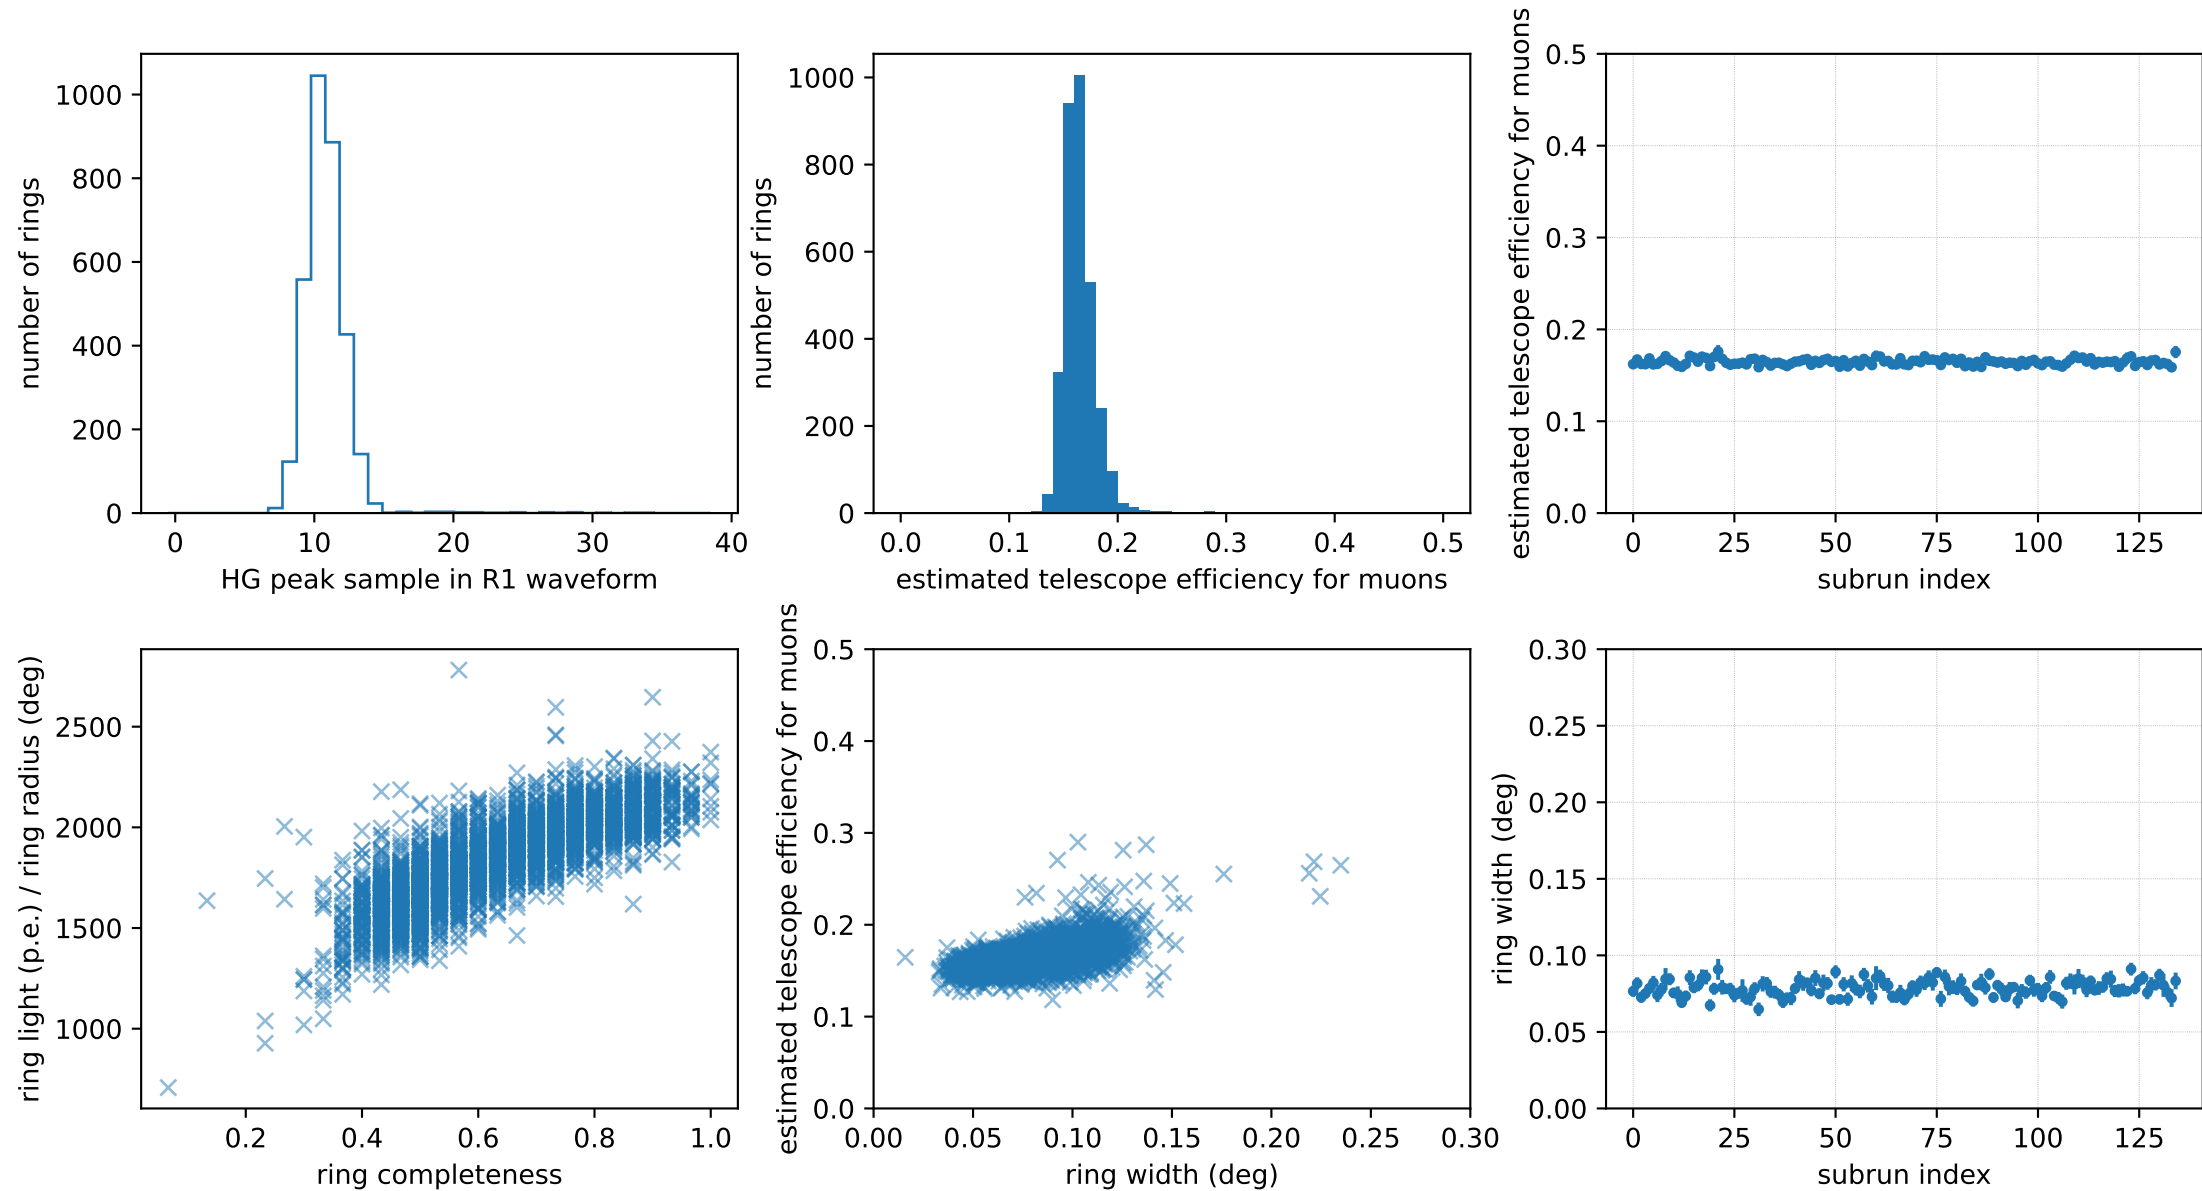 number of rings
1000
800
600
400
200
0
0 10 20 30 40
HG peak sample in R1 waveform
number of rings
1000
800
600
400
200
0
0.0 0.1 0.2 0.3 0.4 0.5
estimated telescope efficiency for muons
estimated telescope efficiency for muons
0.5
0.4
0.3
0.2
0.1
0.0
0 25 50 75 100 125
subrun index
ring light (p.e.) / ring radius (deg)
2500
2000
1500
1000
0.2 0.4 0.6 0.8 1.0
ring completeness
estimated telescope efficiency for muons
0.5
0.4
0.3
0.2
0.1
0.0
0.00 0.05 0.10 0.15 0.20 0.25 0.30
ring width (deg)
ring width (deg)
0.30
0.25
0.20
0.15
0.10
0.05
0.00
0 25 50 75 100 125
subrun index